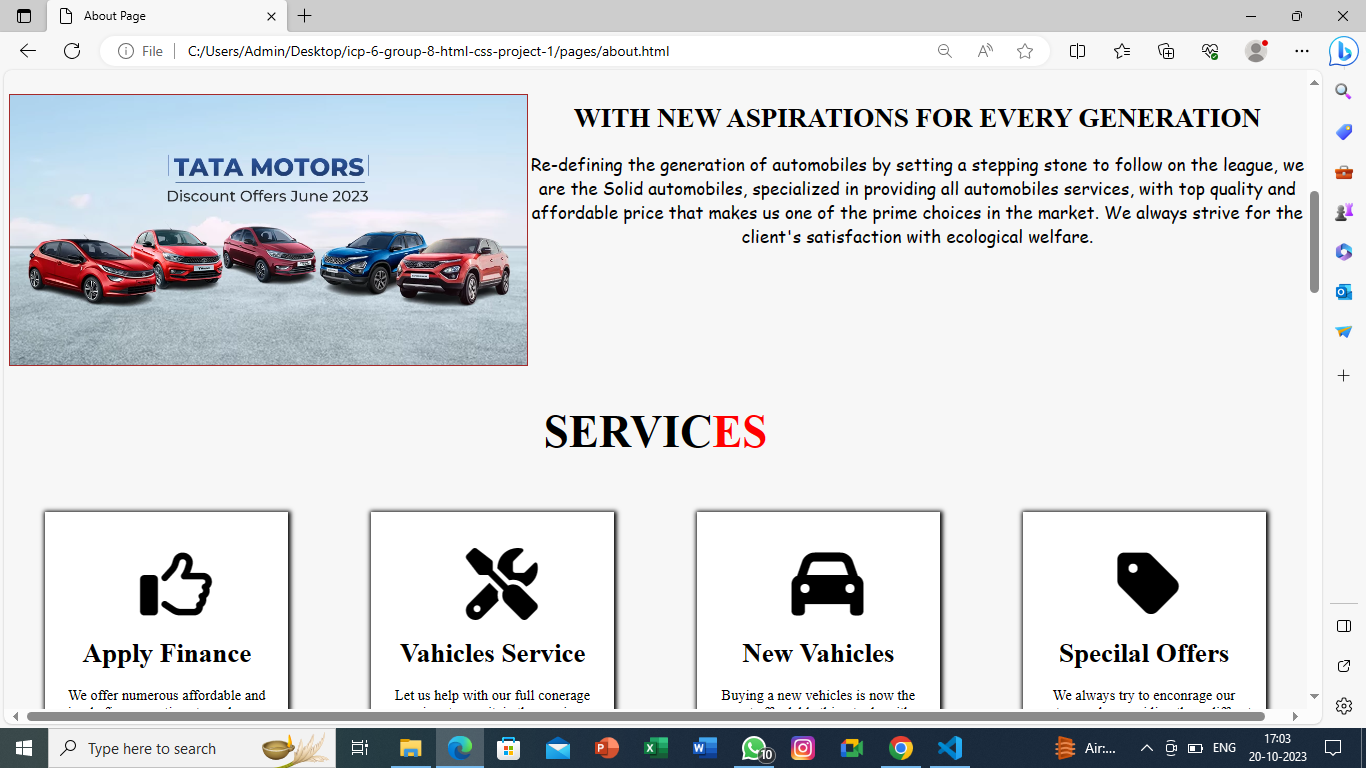 About Page
File
C:/Users/Admin/Desktop/icp-6-group-8-html-css-project-1/pages/about.html
TATA MOTORS
Discount Offers June 2023
WITH NEW ASPIRATIONS FOR EVERY GENERATION
Re-defining the generation of automobiles by setting a stepping stone to follow on the league, we
are the Solid automobiles, specialized in providing all automobiles services, with top quality and
affordable price that makes us one of the prime choices in the market. We always strive for the
client's satisfaction with ecological welfare.
SERVICES
Apply Finance
We offer numerous affordable and
Vahicles Service
Let us help with our full conerage
New Vahicles
Buying a new vehicles is now the
Specilal Offers
We always try to enconrage our
Type here to search
10
Air:...
ENG
17:03
20-10-2023